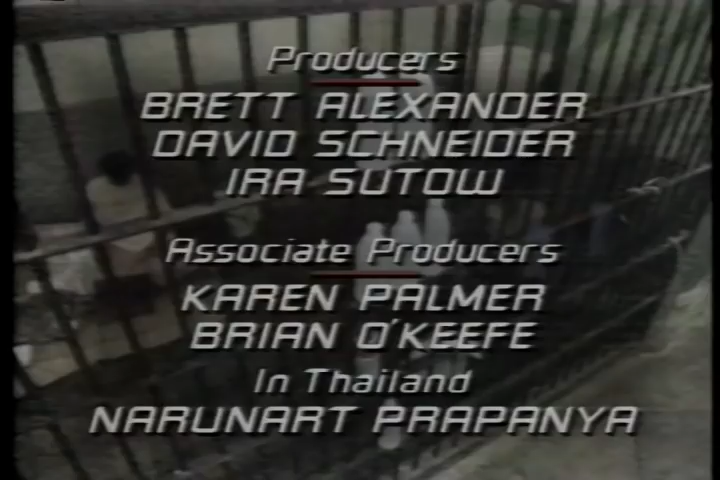 Producers
BRETT ALEXANDER
DAVID SCHNEIDER
IRA SUTOW
Associate Producers
KAREN PALMER
BRIAN O'KEEFE
In Thailand
NARUNART PRAPANYA